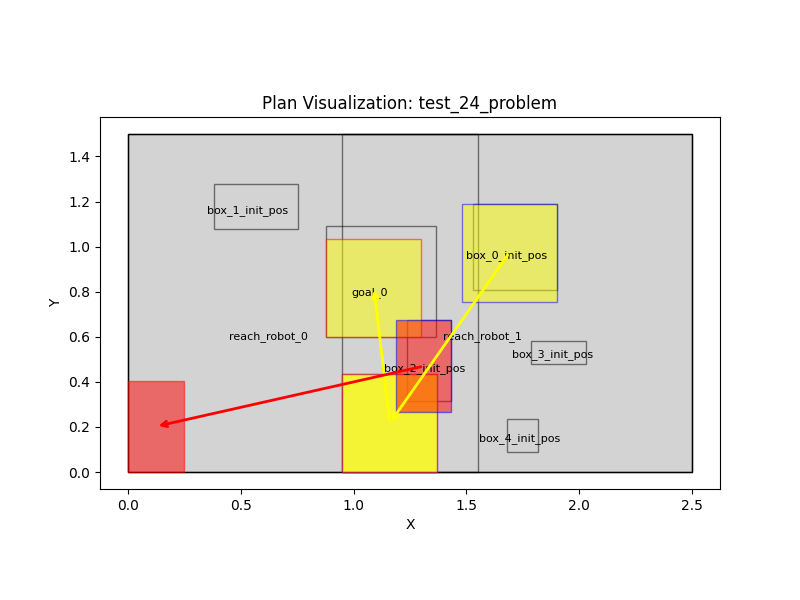 Plan Visualization: test_24_problem
Y
1.4
1.2
1.0
0.8
0.6
0.4
0.2
0.0
box_1_init_pos
box_0_init_pos
goal_0
reach_robot_0
reach_robot_1
box_3_init_pos
box_2_init_pos
box_4_init_pos
0.0 0.5 1.0 1.5 2.0 2.5
X